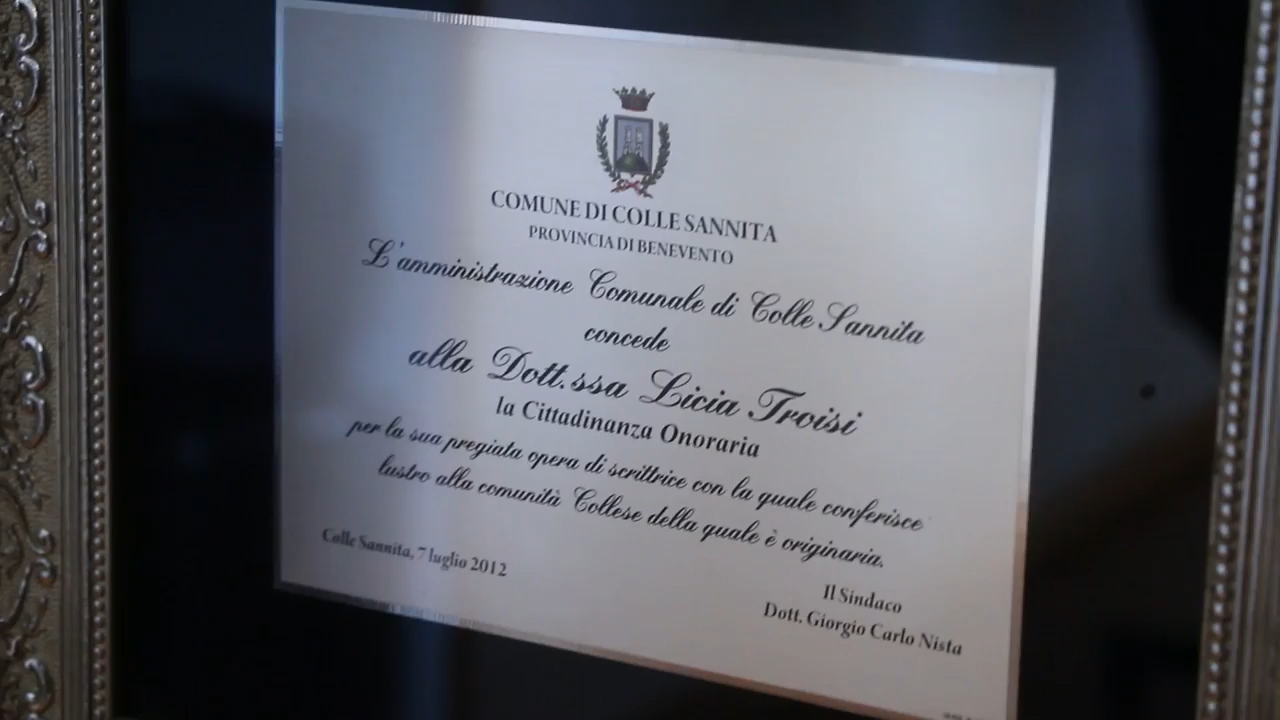 COMUNE DI COLLE SANNITA
PROVINCIA DI BENEVENTO
L'amministrazione Comunale di Colle Sannita
concede
alla Dott.ssa Licia Troisi
la Cittadinanza Onoraria
per la sua pregiata opera di scrittrice con la quale conferisce
lustro alla comunità Collese della quale è originaria.
Colle Sannita, 7 luglio 2012
Il Sindaco
Dott. Giorgio Carlo Nista